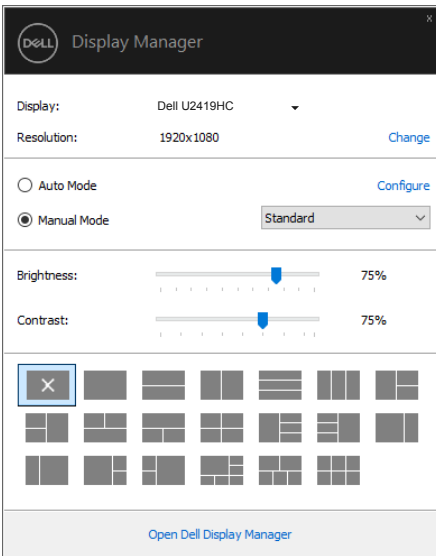 x
DELL Display Manager
Display: Dell U2419HC
Resolution: 1920x1080 Change
Auto Mode Configure
Manual Mode Standard
Brightness: 75%
Contrast: 75%
Open Dell Display Manager